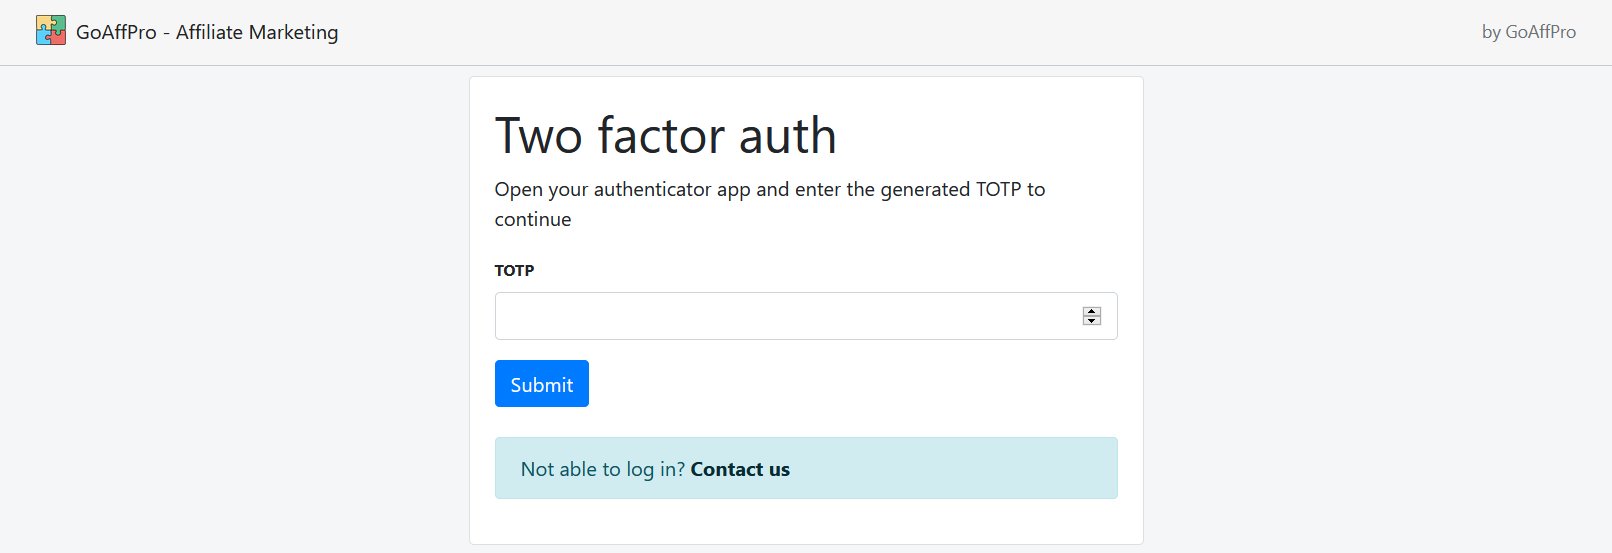 GoAffPro - Affiliate Marketing
by GoAffPro
Two factor auth
Open your authenticator app and enter the generated TOTP to
continue
TOTP
Submit
Not able to log in? Contact us